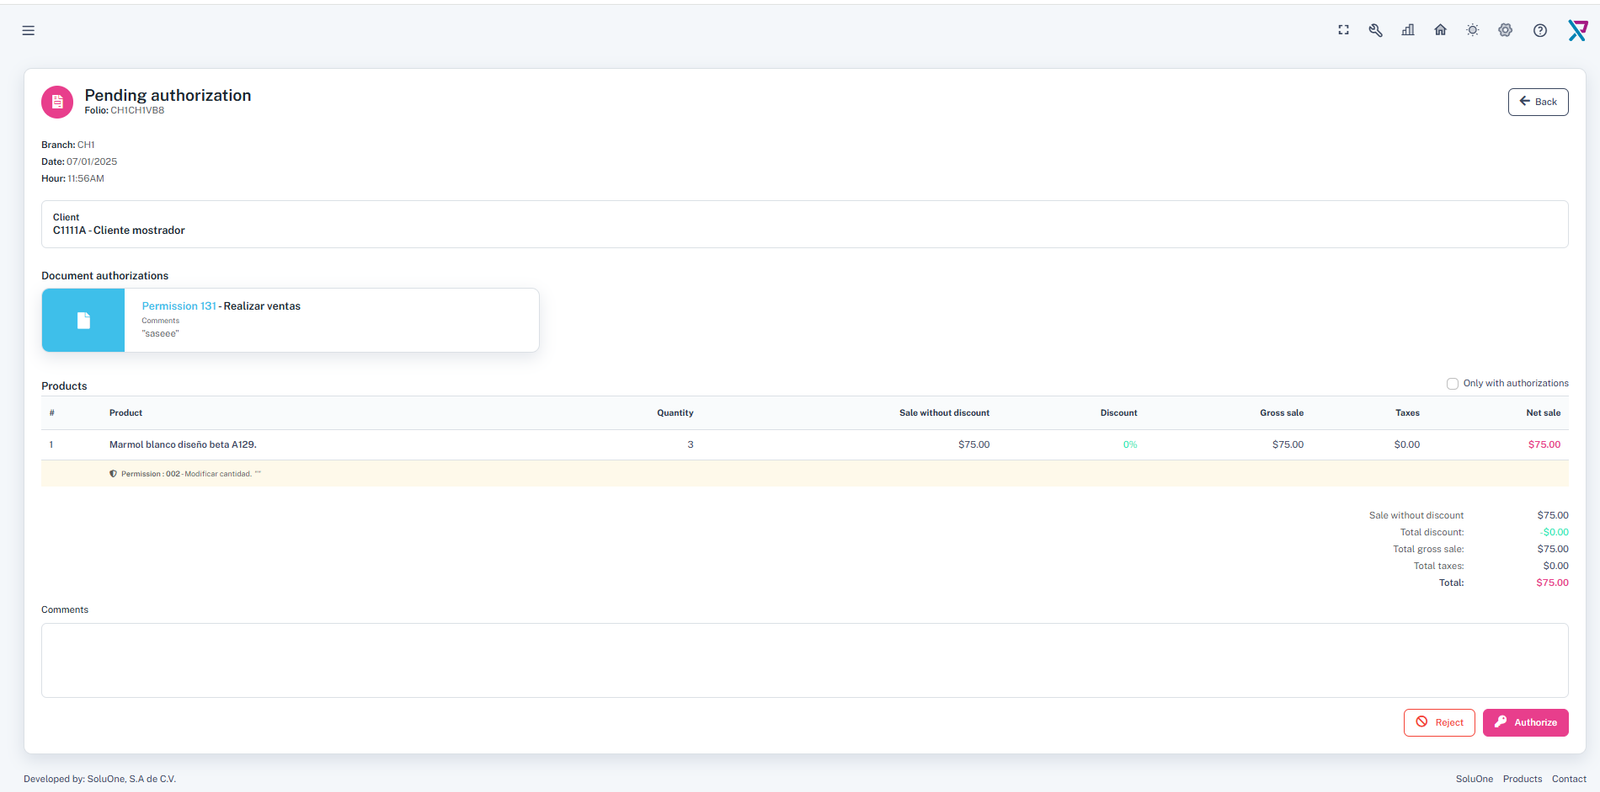 Pending authorization
Folio: CH1CH1VB8
Back
Branch: CH1
Date: 07/01/2025
Hour: 11:56AM
Client
C1111A - Cliente mostrador
Document authorizations
Permission 131 - Realizar ventas
Comments
"saseee"
Products
Only with authorizations
# Product Quantity Sale without discount Discount Gross sale Taxes Net sale
1 Marmol blanco diseño beta A129. 3 $75.00 0% $75.00 $0.00 $75.00
Permission : 002 - Modificar cantidad. ""
Sale without discount $75.00
Total discount: -$0.00
Total gross sale: $75.00
Total taxes: $0.00
Total: $75.00
Comments
Reject
Authorize
Developed by: SoluOne, S.A de C.V.
SoluOne Products Contact